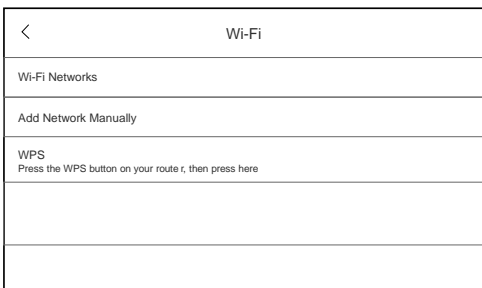 Wi-Fi
Wi-Fi Networks
Add Network Manually
WPS
Press the WPS button on your route r, then press here